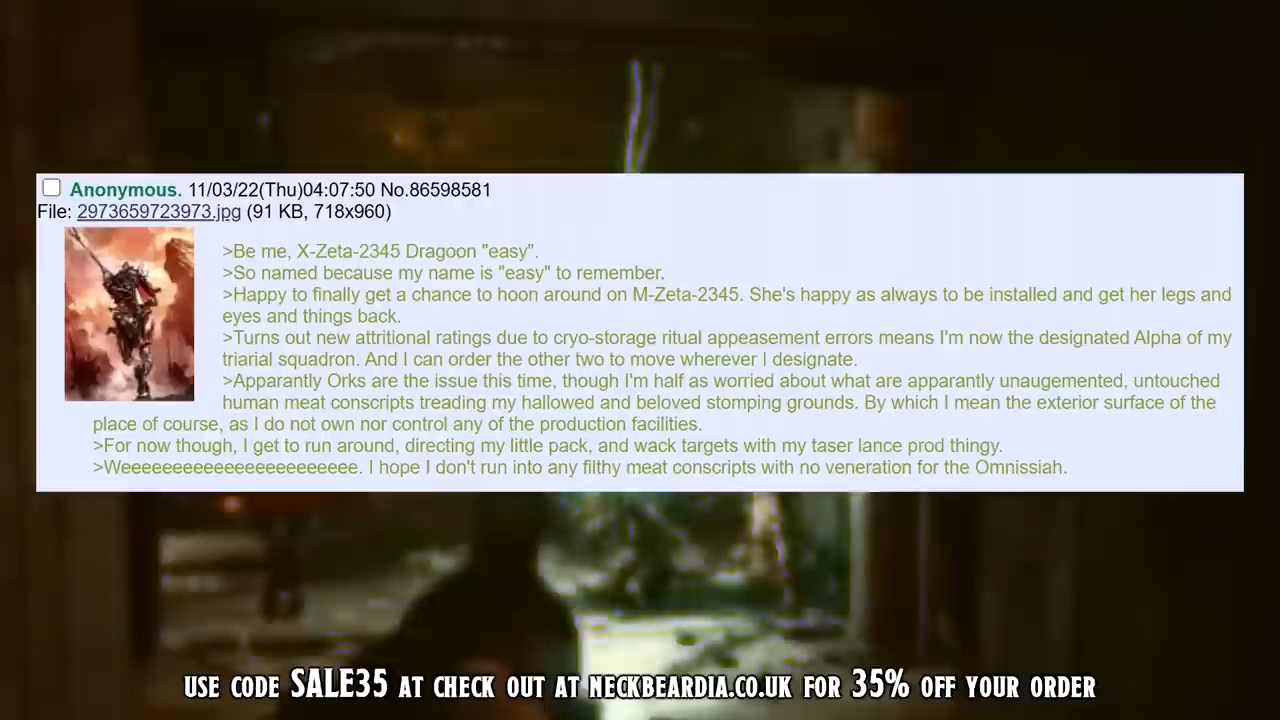 Anonymous. 11/03/22(Thu)04:07:50 No.86598581
File: 2973659723973.jpg (91 KB, 718x960)
>Be me, X-Zeta-2345 Dragoon "easy".
>So named because my name is "easy" to remember.
>Happy to finally get a chance to hoon around on M-Zeta-2345. She's happy as always to be installed and get her legs and
eyes and things back.
>Turns out new attritional ratings due to cryo-storage ritual appeasement errors means I'm now the designated Alpha of my
triarial squadron. And I can order the other two to move wherever I designate.
>Apparantly Orks are the issue this time, though I'm half as worried about what are apparantly unaugemented, untouched
human meat conscripts treading my hallowed and beloved stomping grounds. By which I mean the exterior surface of the
place of course, as I do not own nor control any of the production facilities.
>For now though, I get to run around, directing my little pack, and wack targets with my taser lance prod thingy.
>Weeeeeeeeeeeeeeeeeeeeeee. I hope I don't run into any filthy meat conscripts with no veneration for the Omnissiah.
USE CODE SALE35 AT CHECK OUT AT NECKBEARDIA.CO.UK FOR 35% OFF YOUR ORDER